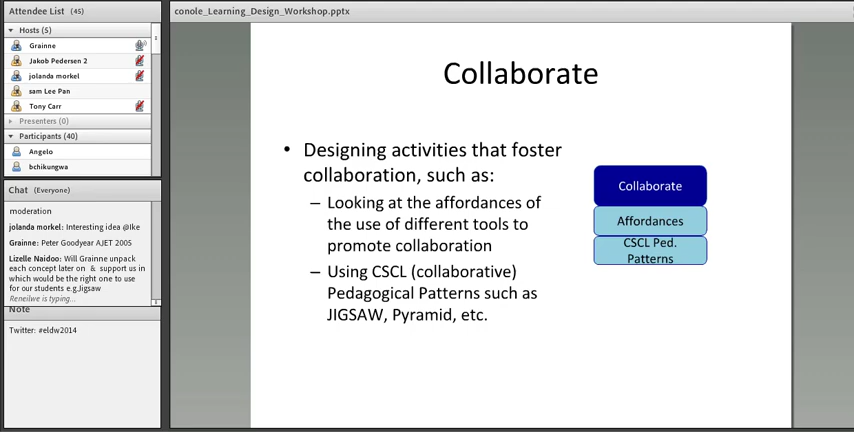 Attendee List (45)
Hosts (5)
Grainne
Jakob Pedersen 2
jolanda morkel
sam Lee Pan
Tony Carr
Presenters (0)
Participants (40)
Angelo
bchikungwa
Chat (Everyone)
moderation
jolanda morkel: Interesting idea @Ike
Grainne: Peter Goodyear AJET 2005
Lizelle Naidoo: Will Grainne unpack
each concept later on & support us in
which would be the right one to use
for our students e.g.Jigsaw
Reneilwe is typing...
Note
Twitter: #eldw2014
conole_Learning_Design_Workshop.pptx
Collaborate
• Designing activities that foster
collaboration, such as:
– Looking at the affordances of
the use of different tools to
promote collaboration
– Using CSCL (collaborative)
Pedagogical Patterns such as
JIGSAW, Pyramid, etc.
Collaborate
Affordances
CSCL Ped.
Patterns